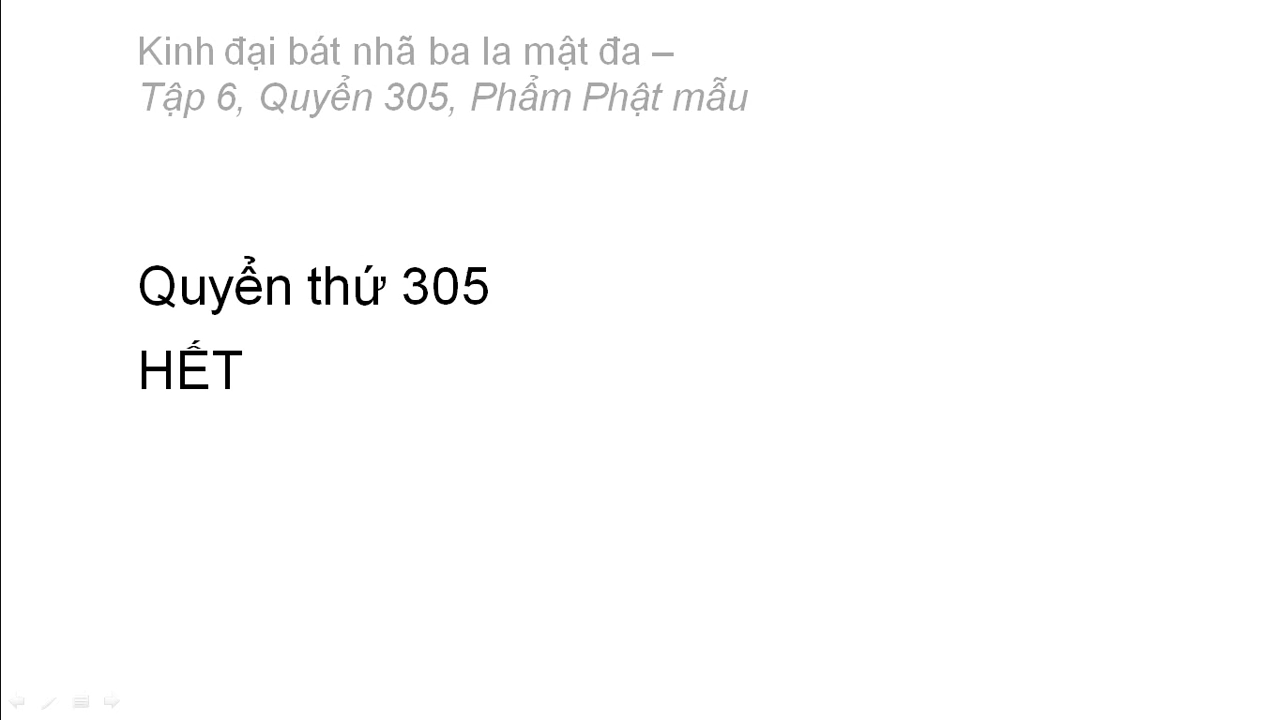 Kinh đại bát nhã ba la mật đa –
Tập 6, Quyển 305, Phẩm Phật mẫu
Quyển thứ 305
HẾT